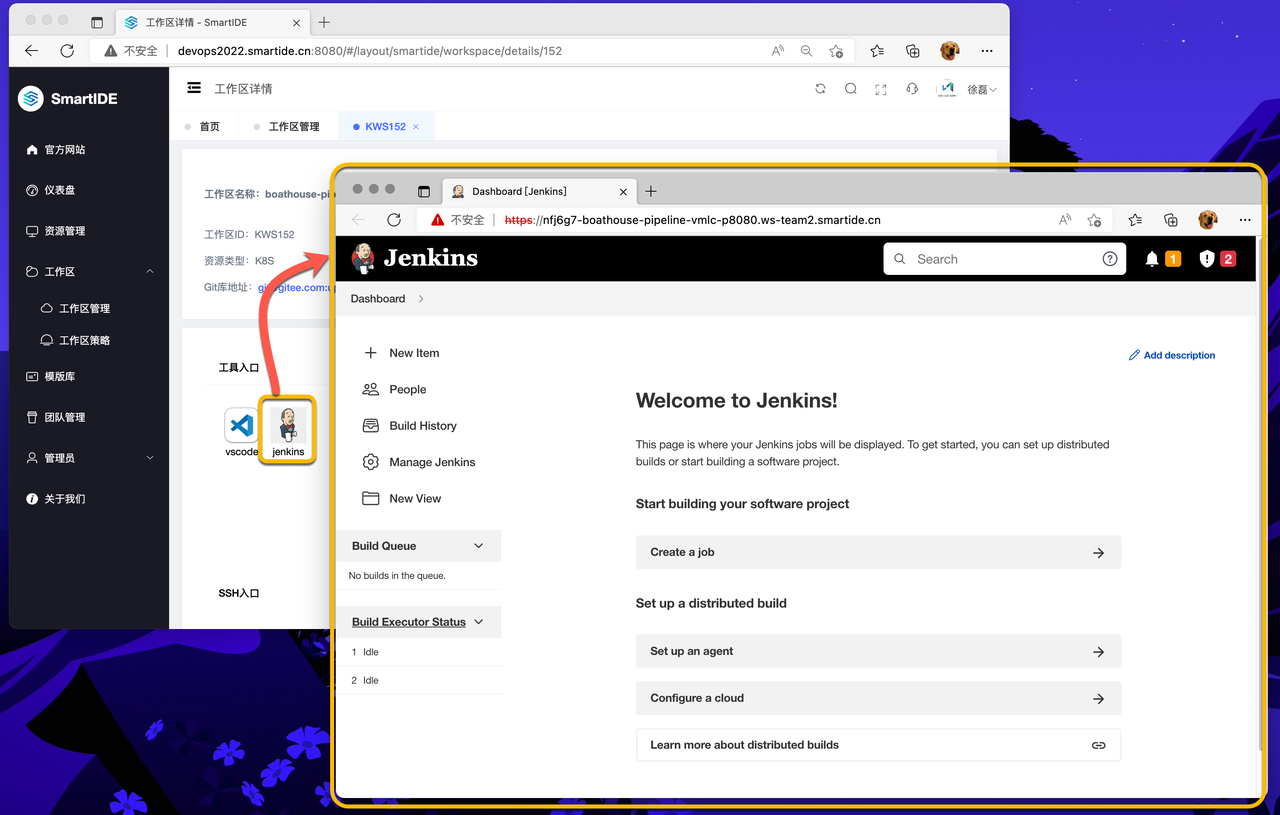 工作区详情 - SmartIDE
不安全
devops2022.smartide.cn:8080/#/layout/smartide/workspace/details/152
SmartIDE
官方网站
仪表盘
资源管理
工作区
工作区管理
工作区策略
模版库
团队管理
管理员
关于我们
工作区详情
徐磊
首页
工作区管理
KWS152
工作区名称: boathouse-pi
工作区ID: KWS152
资源类型: K8S
Git库地址:
工具入口
vscode
jenkins
SSH入口
Dashboard [Jenkins]
不安全
https://nfj6g7-boathouse-pipeline-vmlc-p8080.ws-team2.smartide.cn
Jenkins
Search
1
2
Dashboard
New Item
People
Build History
Manage Jenkins
New View
Build Queue
No builds in the queue.
Build Executor Status
1 Idle
2 Idle
Add description
Welcome to Jenkins!
This page is where your Jenkins jobs will be displayed. To get started, you can set up distributed
builds or start building a software project.
Start building your software project
Create a job
Set up a distributed build
Set up an agent
Configure a cloud
Learn more about distributed builds